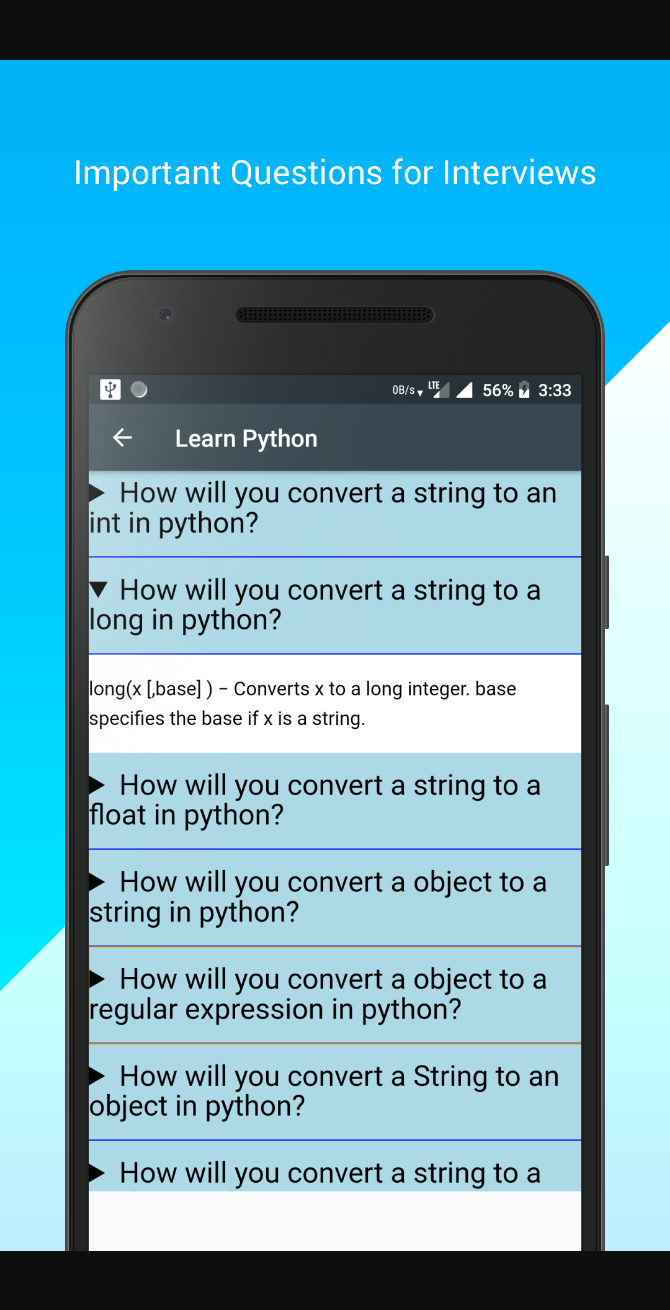 Important Questions for Interviews
0B/s LTE 56% 3:33
Learn Python
How will you convert a string to an
int in python?
How will you convert a string to a
long in python?
long(x [,base] ) − Converts x to a long integer. base
specifies the base if x is a string.
How will you convert a string to a
float in python?
How will you convert a object to a
string in python?
How will you convert a object to a
regular expression in python?
How will you convert a String to an
object in python?
How will you convert a string to a